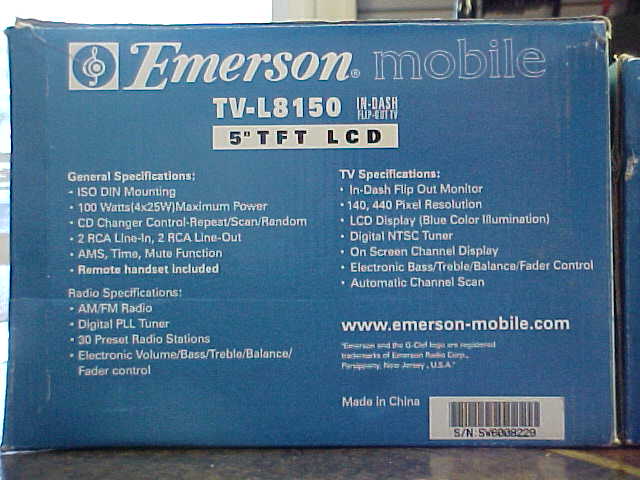 Emerson® mobile
TV-L8150 IN-DASH
FLIP-OUT TV
5" TFT LCD
General Specifications:
• ISO DIN Mounting
• 100 Watts(4x25W)Maximum Power
• CD Changer Control-Repeat/Scan/Random
• 2 RCA Line-In, 2 RCA Line-Out
• AMS, Time, Mute Function
• Remote handset included
Radio Specifications:
• AM/FM Radio
• Digital PLL Tuner
• 30 Preset Radio Stations
• Electronic Volume/Bass/Treble/Balance/
Fader control
TV Specifications:
• In-Dash Flip Out Monitor
• 140, 440 Pixel Resolution
• LCD Display (Blue Color Illumination)
• Digital NTSC Tuner
• On Screen Channel Display
• Electronic Bass/Treble/Balance/Fader Control
• Automatic Channel Scan
www.emerson-mobile.com
"Emerson and the G-Clef logo are registered
trademarks of Emerson Radio Corp.,
Parsippany, New Jersey, U.S.A."
Made in China
S/N:SW6008229